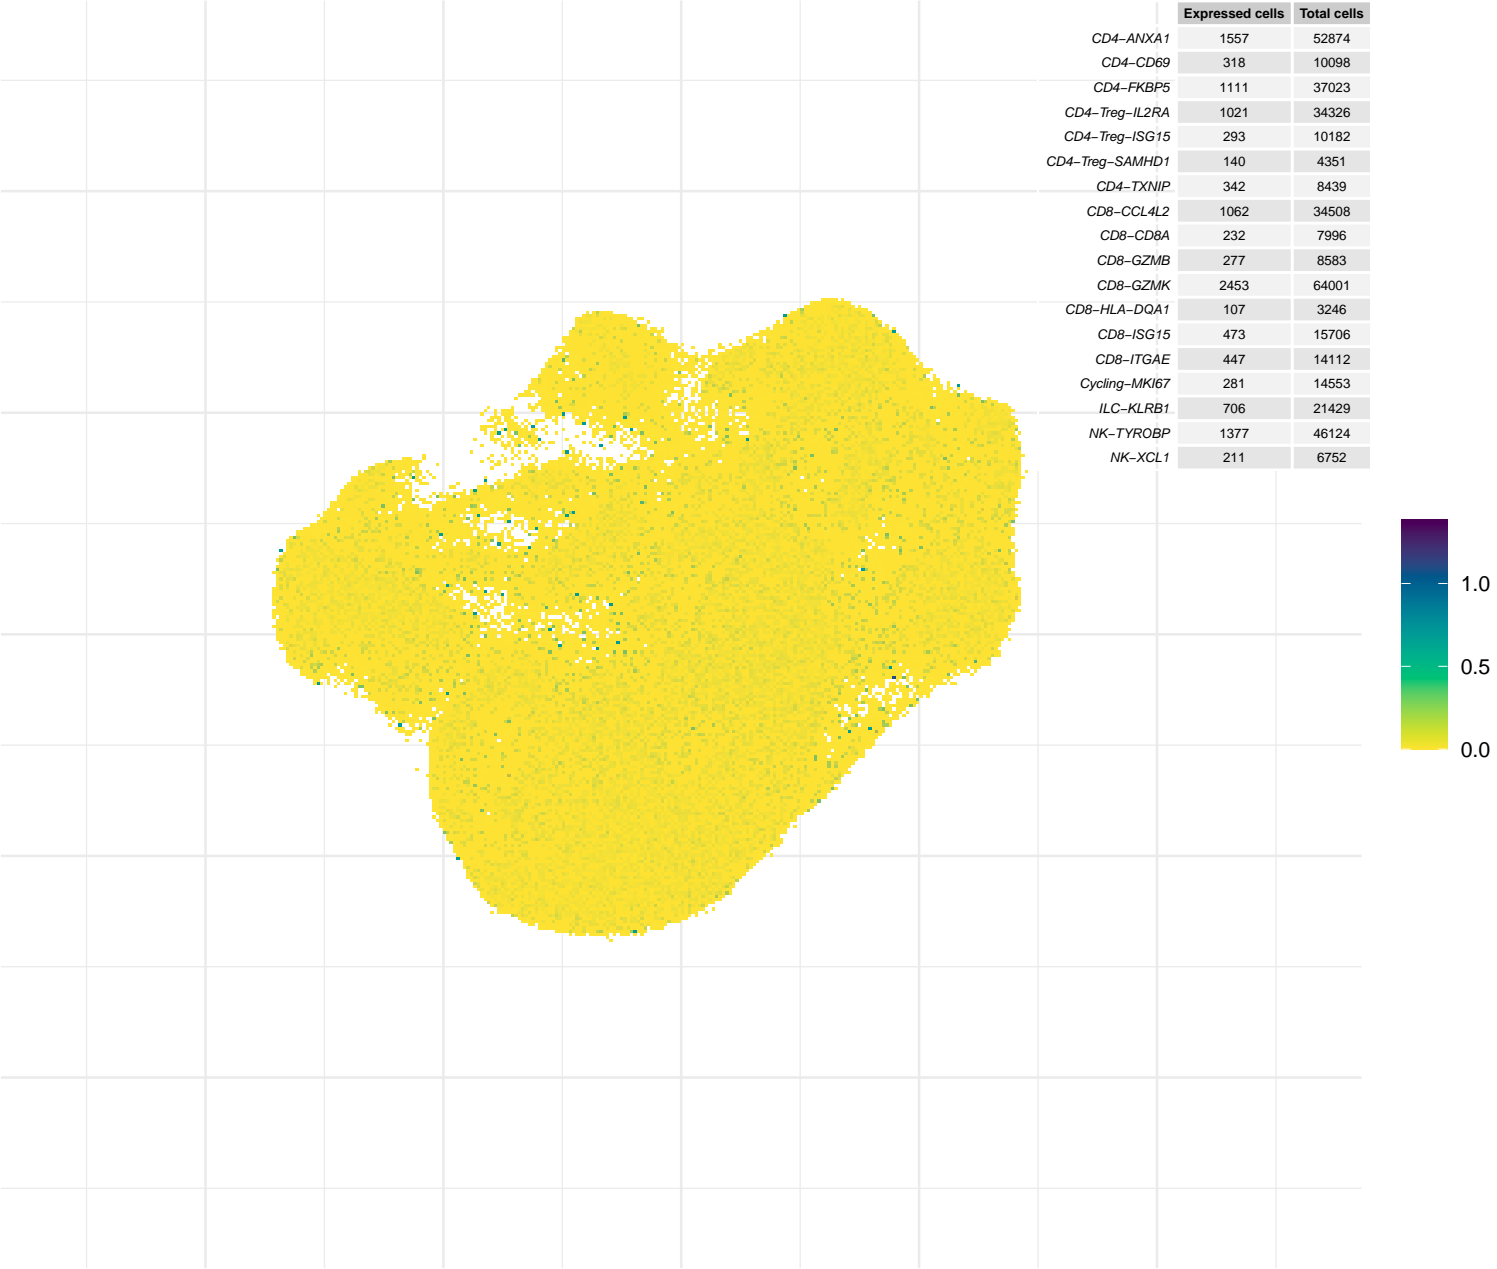 Expressed cells Total cells
CD4−ANXA1 1557 52874
CD4−CD69 318 10098
CD4−FKBP5 1111 37023
CD4−Treg−IL2RA 1021 34326
CD4−Treg−ISG15 293 10182
CD4−Treg−SAMHD1 140 4351
CD4−TXNIP 342 8439
CD8−CCL4L2 1062 34508
CD8−CD8A 232 7996
CD8−GZMB 277 8583
CD8−GZMK 2453 64001
CD8−HLA−DQA1 107 3246
CD8−ISG15 473 15706
CD8−ITGAE 447 14112
Cycling−MKI67 281 14553
ILC−KLRB1 706 21429
NK−TYROBP 1377 46124
NK−XCL1 211 6752
1.0
0.5
0.0